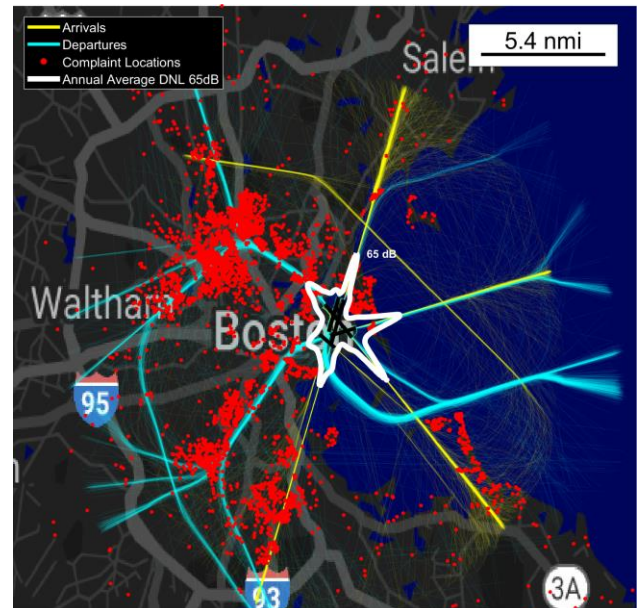 Arrivals
Departures
Complaint Locations
Annual Average DNL 65dB
5.4 nmi
Salem
65 dB
Waltham
Boston
95
93
3A